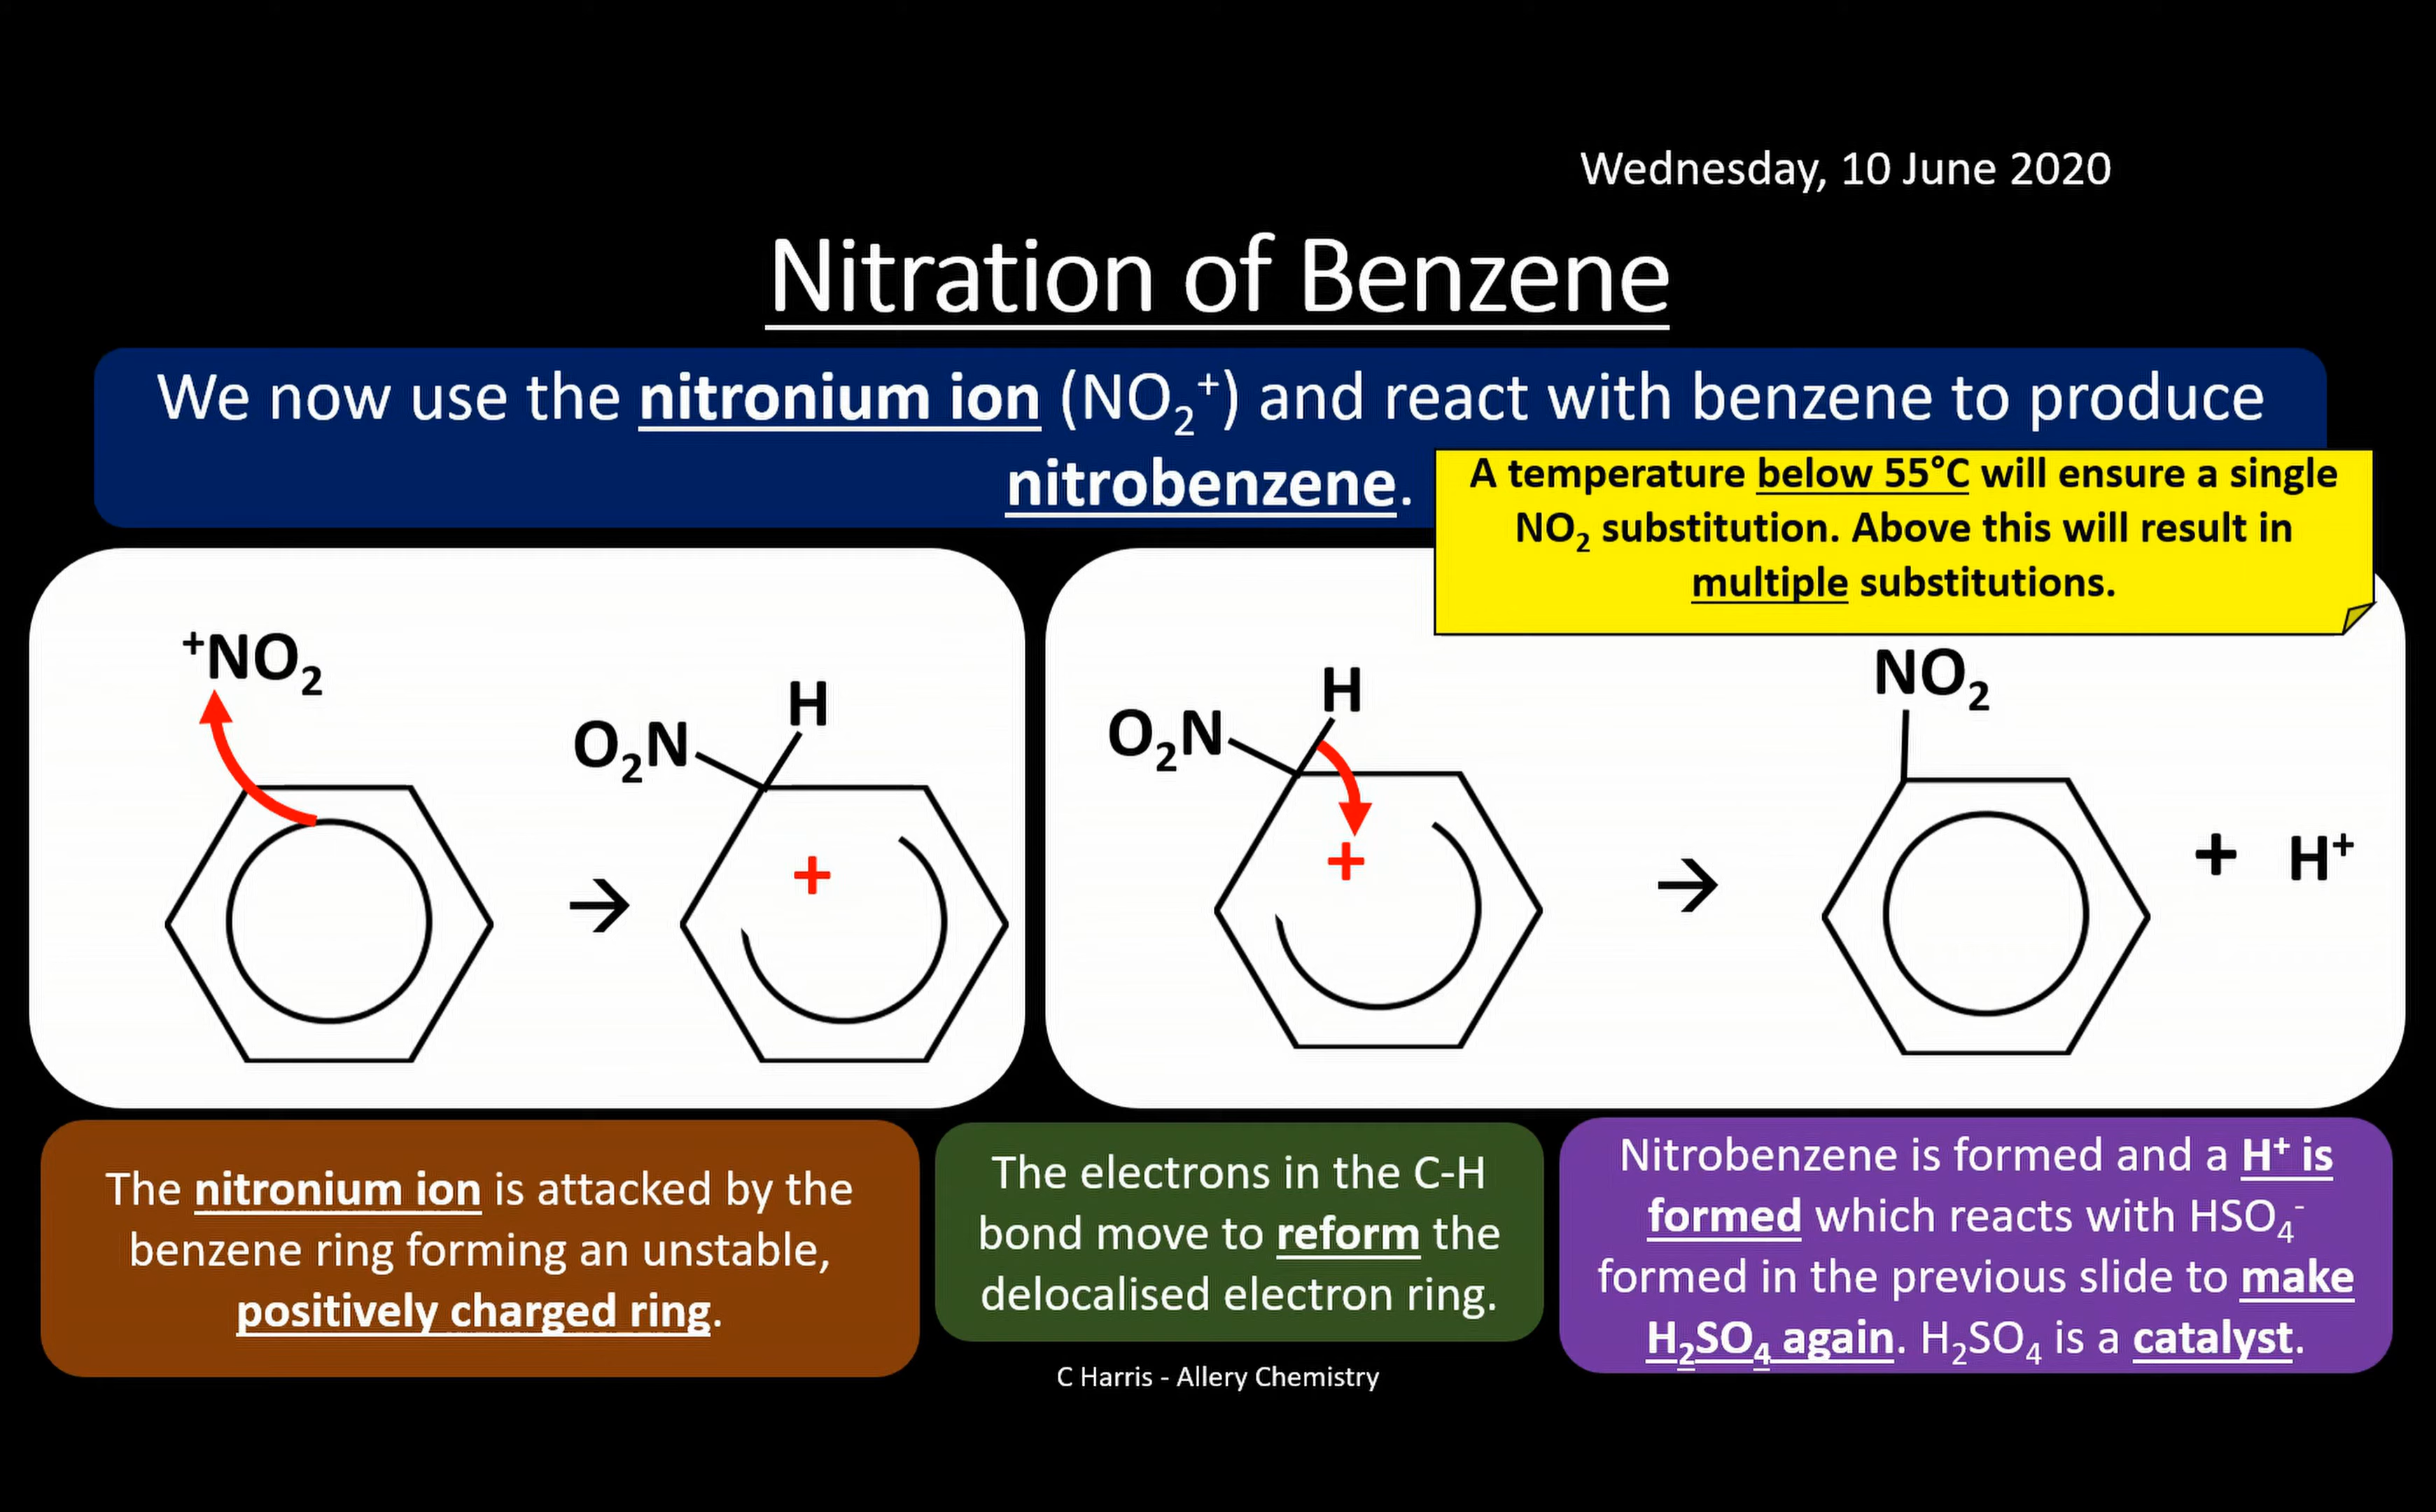 Wednesday, 10 June 2020
Nitration of Benzene
We now use the nitronium ion (NO₂⁺) and react with benzene to produce
nitrobenzene.
A temperature below 55°C will ensure a single
NO₂ substitution. Above this will result in
multiple substitutions.
⁺NO₂
H
O₂N
+
→
H
O₂N
+
→
NO₂
+ H⁺
The nitronium ion is attacked by the
benzene ring forming an unstable,
positively charged ring.
The electrons in the C-H
bond move to reform the
delocalised electron ring.
Nitrobenzene is formed and a H⁺ is
formed which reacts with HSO₄⁻
formed in the previous slide to make
H₂SO₄ again. H₂SO₄ is a catalyst.
C Harris - Allery Chemistry